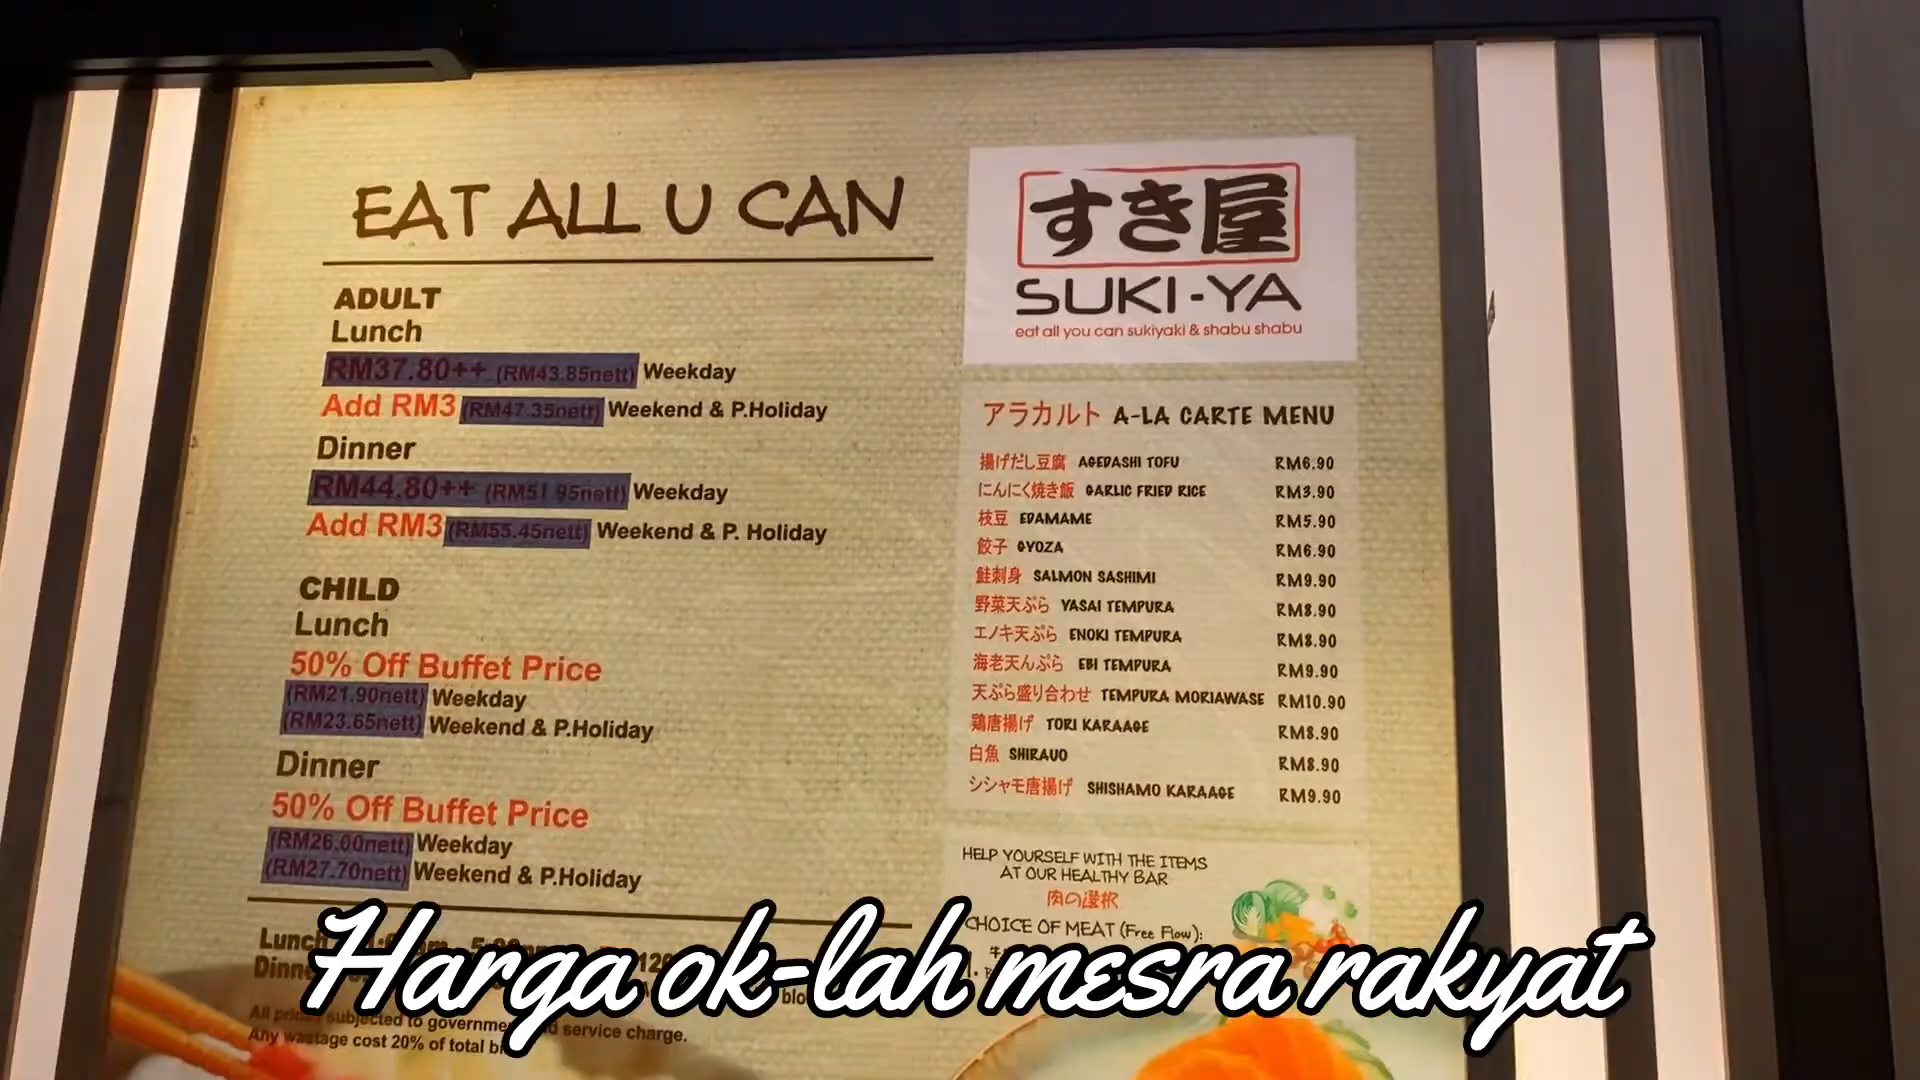 EAT ALL U CAN
ADULT
Lunch
RM37.80++ (RM43.85nett) Weekday
Add RM3 (RM47.35nett) Weekend & P.Holiday
Dinner
RM44.80++ (RM51.95nett) Weekday
Add RM3 (RM55.45nett) Weekend & P. Holiday
CHILD
Lunch
50% Off Buffet Price
(RM21.90nett) Weekday
(RM23.65nett) Weekend & P.Holiday
Dinner
50% Off Buffet Price
(RM26.00nett) Weekday
(RM27.70nett) Weekend & P.Holiday
Lunch
All subjected to service charge.
Any wastage cost 20% of total
すき屋
SUKI-YA
eat all you can sukiyaki & shabu shabu
アラカルト A-LA CARTE MENU
揚げだし豆腐 AGEDASHI TOFU RM6.90
にんにく焼き飯 GARLIC FRIED RICE RM3.90
枝豆 EDAMAME RM5.90
餃子 GYOZA RM6.90
鮭刺身 SALMON SASHIMI RM9.90
野菜天ぷら YASAI TEMPURA RM8.90
エノキ天ぷら ENOKI TEMPURA RM8.90
海老天んぷら EBI TEMPURA RM9.90
天ぷら盛り合わせ TEMPURA MORIAWASE RM10.90
鶏唐揚げ TORI KARAAGE RM8.90
白魚 SHIRAUO RM8.90
シシャモ唐揚げ SHISHAMO KARAAGE RM9.90
HELP YOURSELF WITH THE ITEMS
AT OUR HEALTHY BAR
肉の選択
CHOICE OF MEAT (Free Flow):
Harga ok-lah mesra rakyat